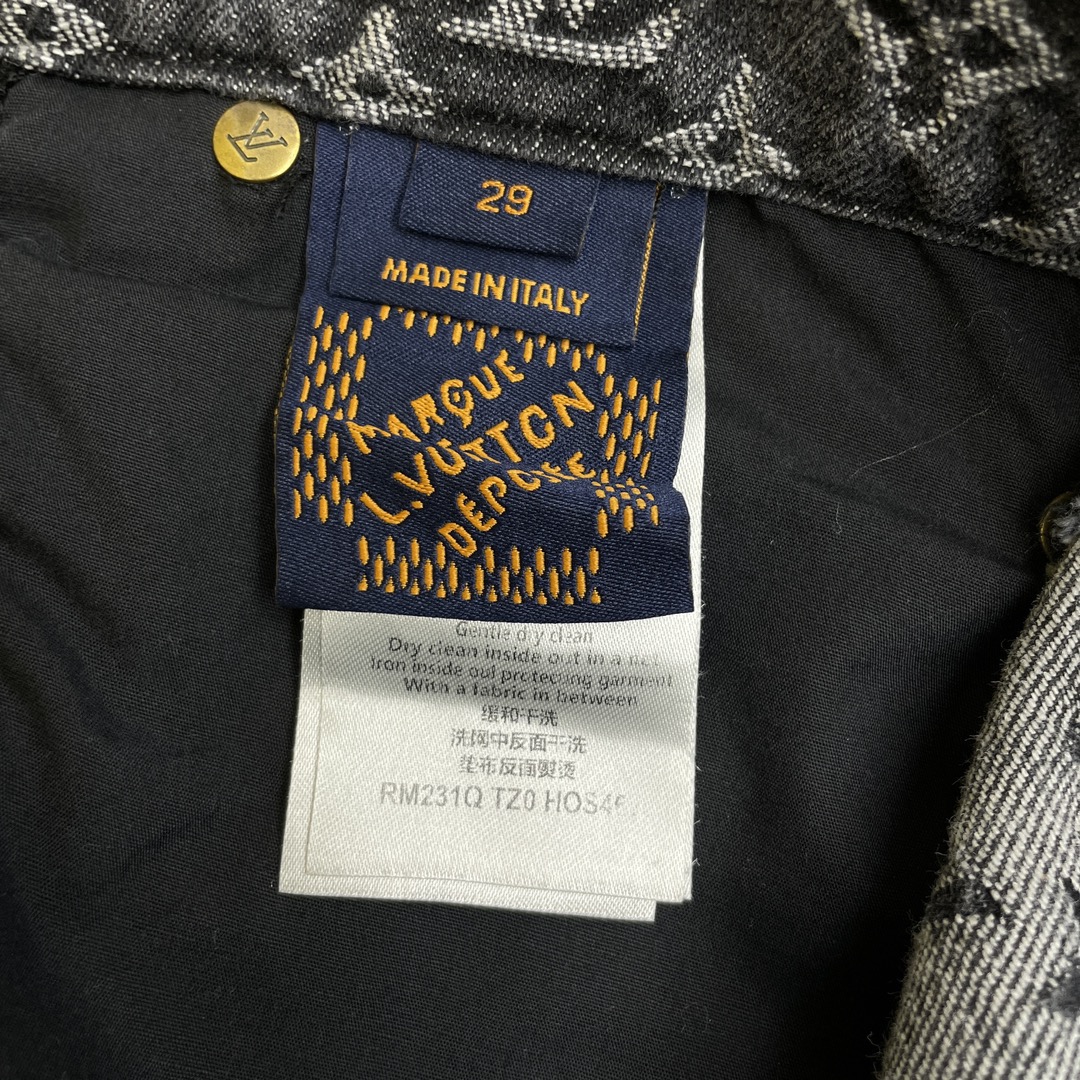 LV
29
MADE IN ITALY
MARQUE
L.VUITTON
DÉPOSÉE
Gentle dry clean
Dry clean inside out in a net
Iron inside out protecting garment
With a fabric in between
缓和干洗
洗网中反面干洗
垫布反面熨烫
RM231Q TZ0